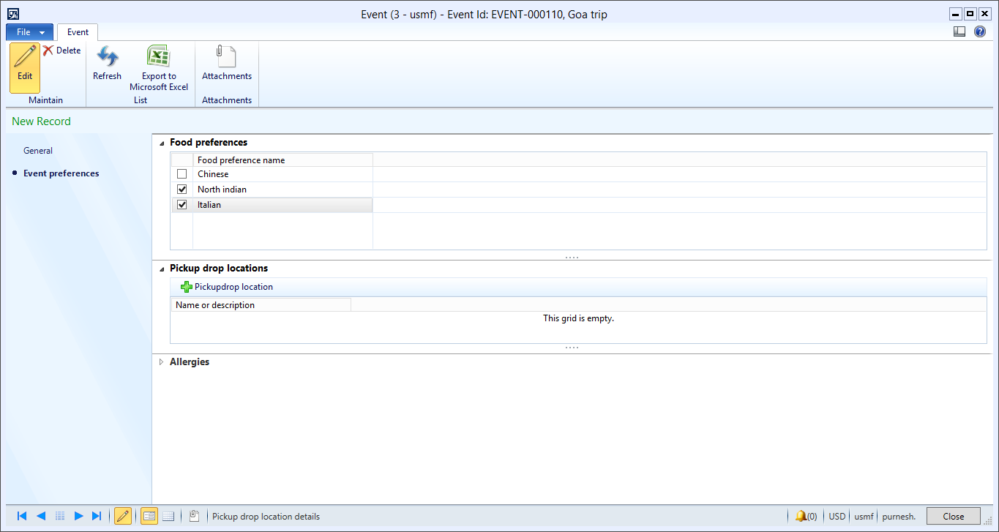 Event (3 - usmf) - Event Id: EVENT-000110, Goa trip
File Event
Edit
Delete
Refresh
Export to
Microsoft Excel
Attachments
Maintain List Attachments
New Record
General
Event preferences
Food preferences
Food preference name
Chinese
North indian
Italian
Pickup drop locations
Pickupdrop location
Name or description
This grid is empty.
Allergies
Pickup drop location details (0) USD usmf purnesh. Close